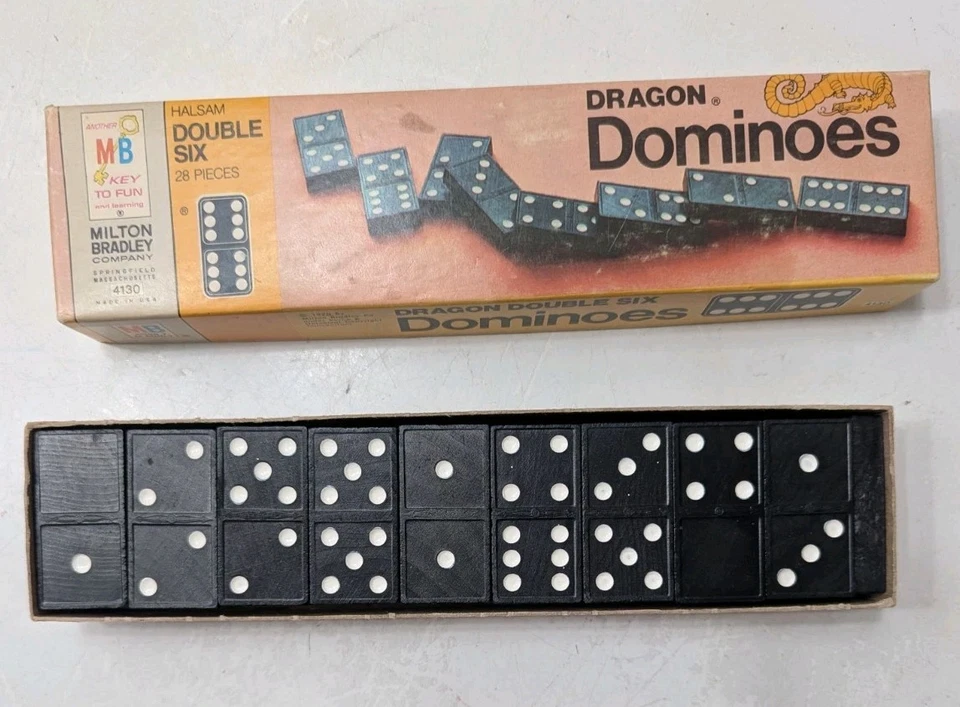 ANOTHER
MB
KEY
TO FUN
and learning
®
MILTON
BRADLEY
COMPANY
SPRINGFIELD
MASSACHUSETTS
4130
MADE IN USA
HALSAM
DOUBLE
SIX
28 PIECES
®
DRAGON ®
Dominoes
MB
DRAGON DOUBLE SIX
Dominoes